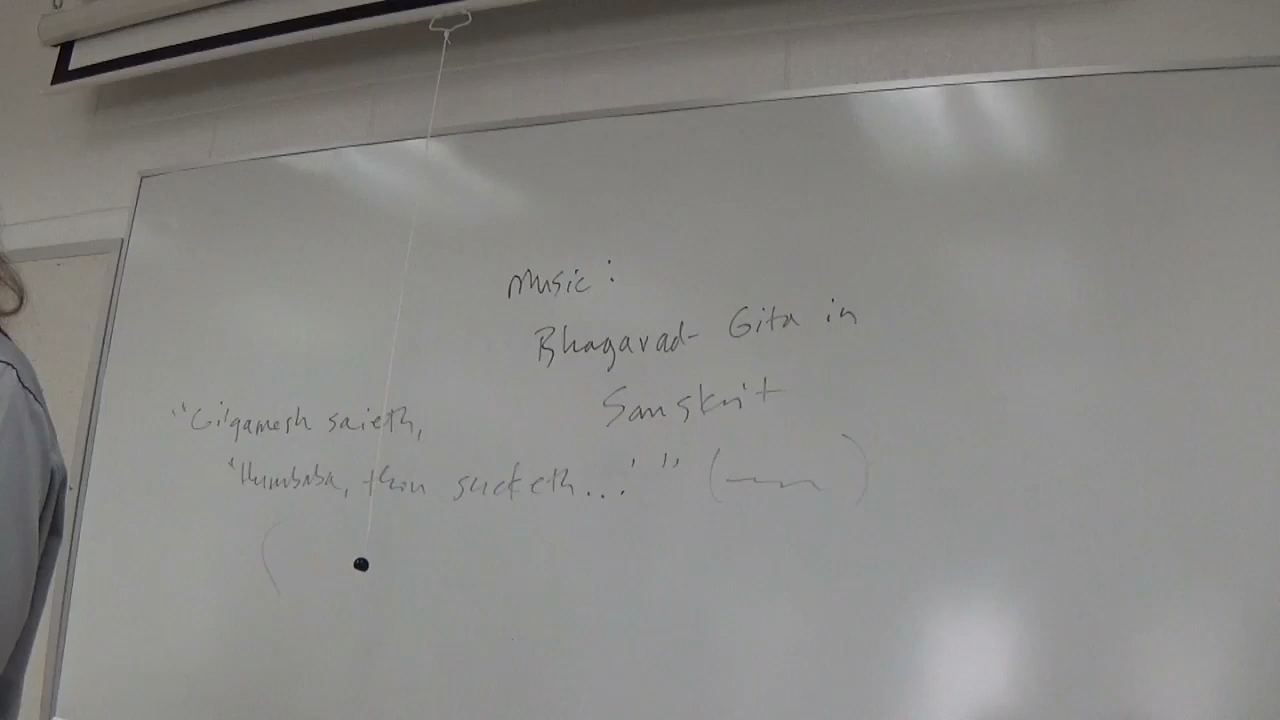 Music:
Bhagavad-Gita in
Sanskrit
"Gilgamesh saieth,
'Humbaba, thou sucketh...' " (
)
(